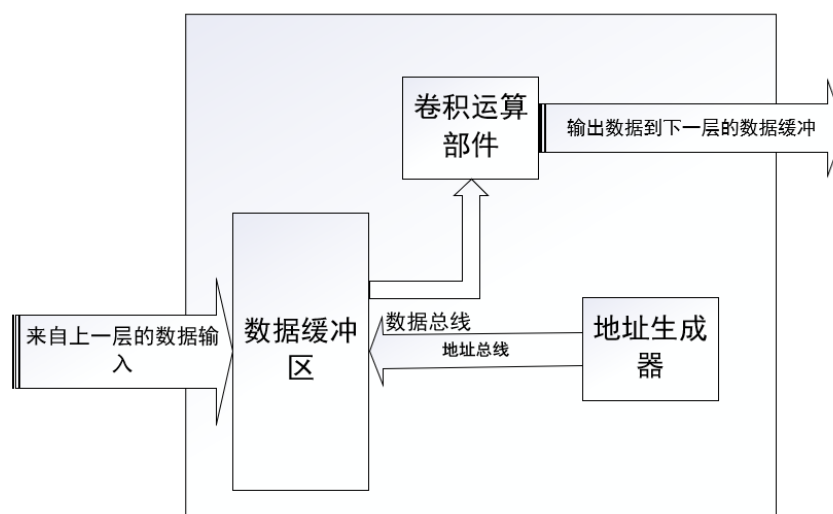 卷积运算
部件
输出数据到下一层的数据缓冲
来自上一层的数据输
入
数据缓冲
区
数据总线
地址总线
地址生成
器